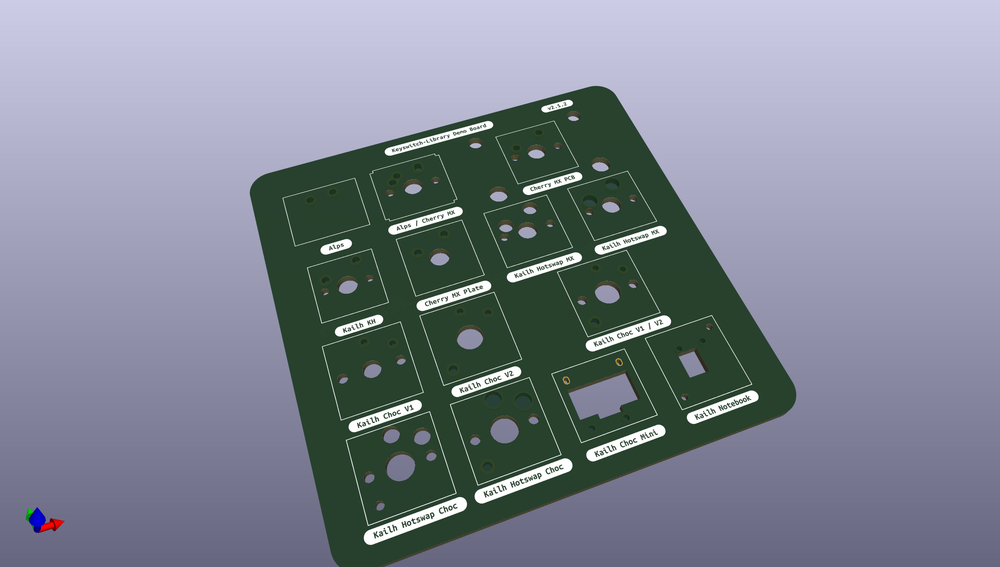 v2.1.2
Keyswitch-Library Demo Board
Cherry MX PCB
Alps / Cherry MX
Alps
Kailh Hotswap MX
Kailh Hotswap MX
Cherry MX Plate
Kailh KH
Kailh Choc V1 / V2
Kailh Choc V2
Kailh Choc V1
Kailh Notebook
Kailh Choc Mini
Kailh Hotswap Choc
Kailh Hotswap Choc